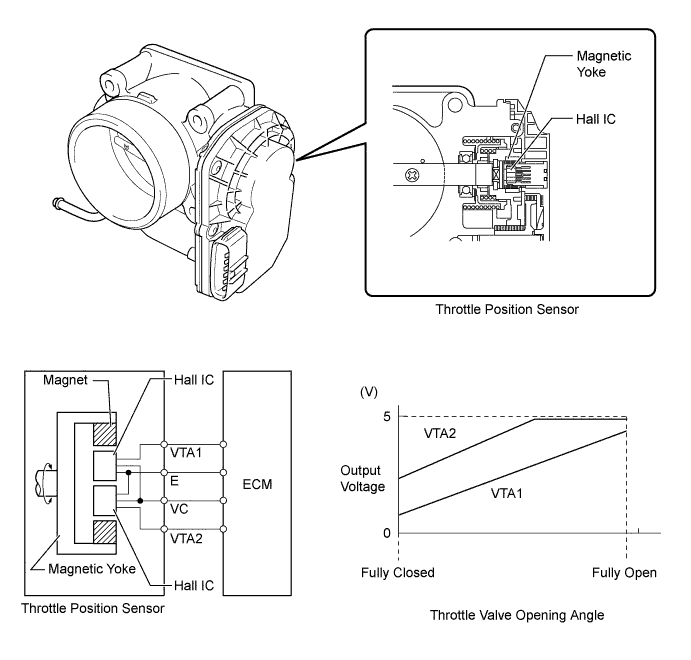 Magnetic
Yoke
Hall IC
Throttle Position Sensor
Magnet
Hall IC
VTA1
E
VC
VTA2
ECM
Magnetic Yoke
Hall IC
Throttle Position Sensor
(V)
5
VTA2
Output
Voltage
VTA1
0
Fully Closed
Fully Open
Throttle Valve Opening Angle